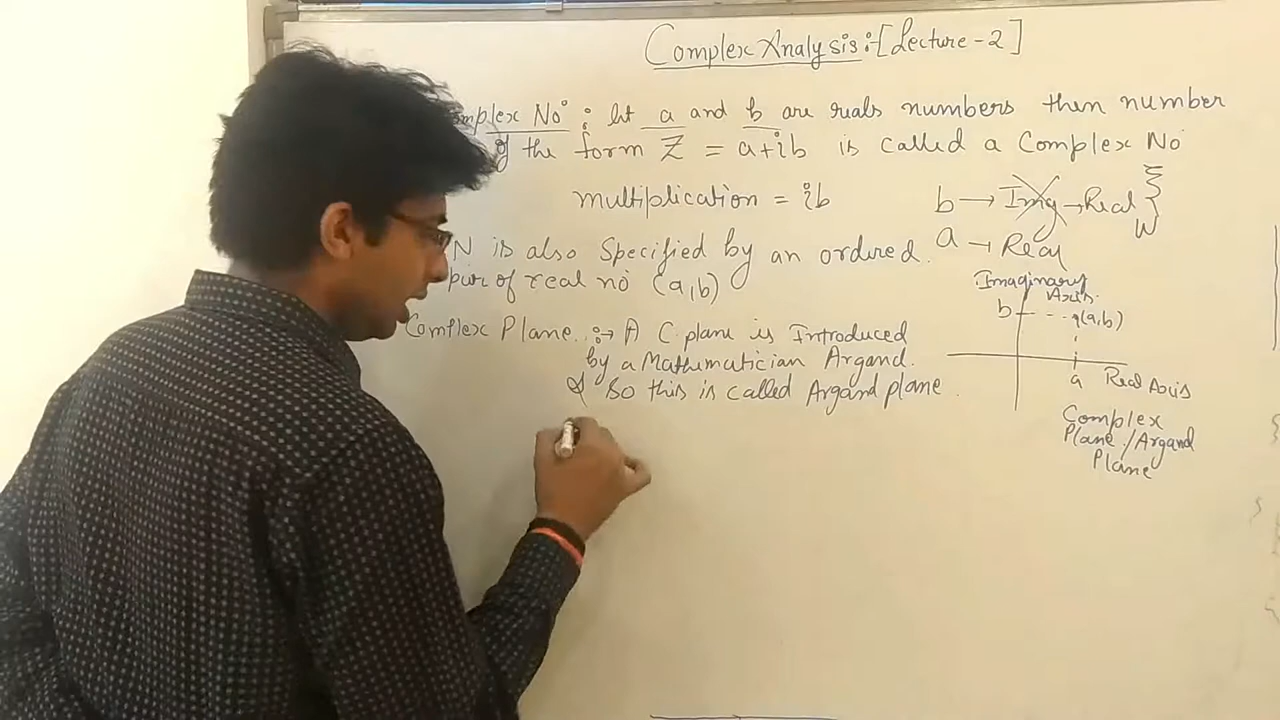 Complex Analysis :- [Lecture-2]
mplex No : let a and b are reals numbers then number
of the form Z = a+ib is called a Complex No
multiplication = ib
b → Img → Real
a → Real
N is also Specified by an ordered.
pair of real no (a,b)
Imaginary
Axis.
b (a,b)
a Real Axis
Complex
Plane/Argand
Plane
Complex Plane :→ A C. plane is Introduced
by a Mathematician Argand.
& So this is called Argand plane.